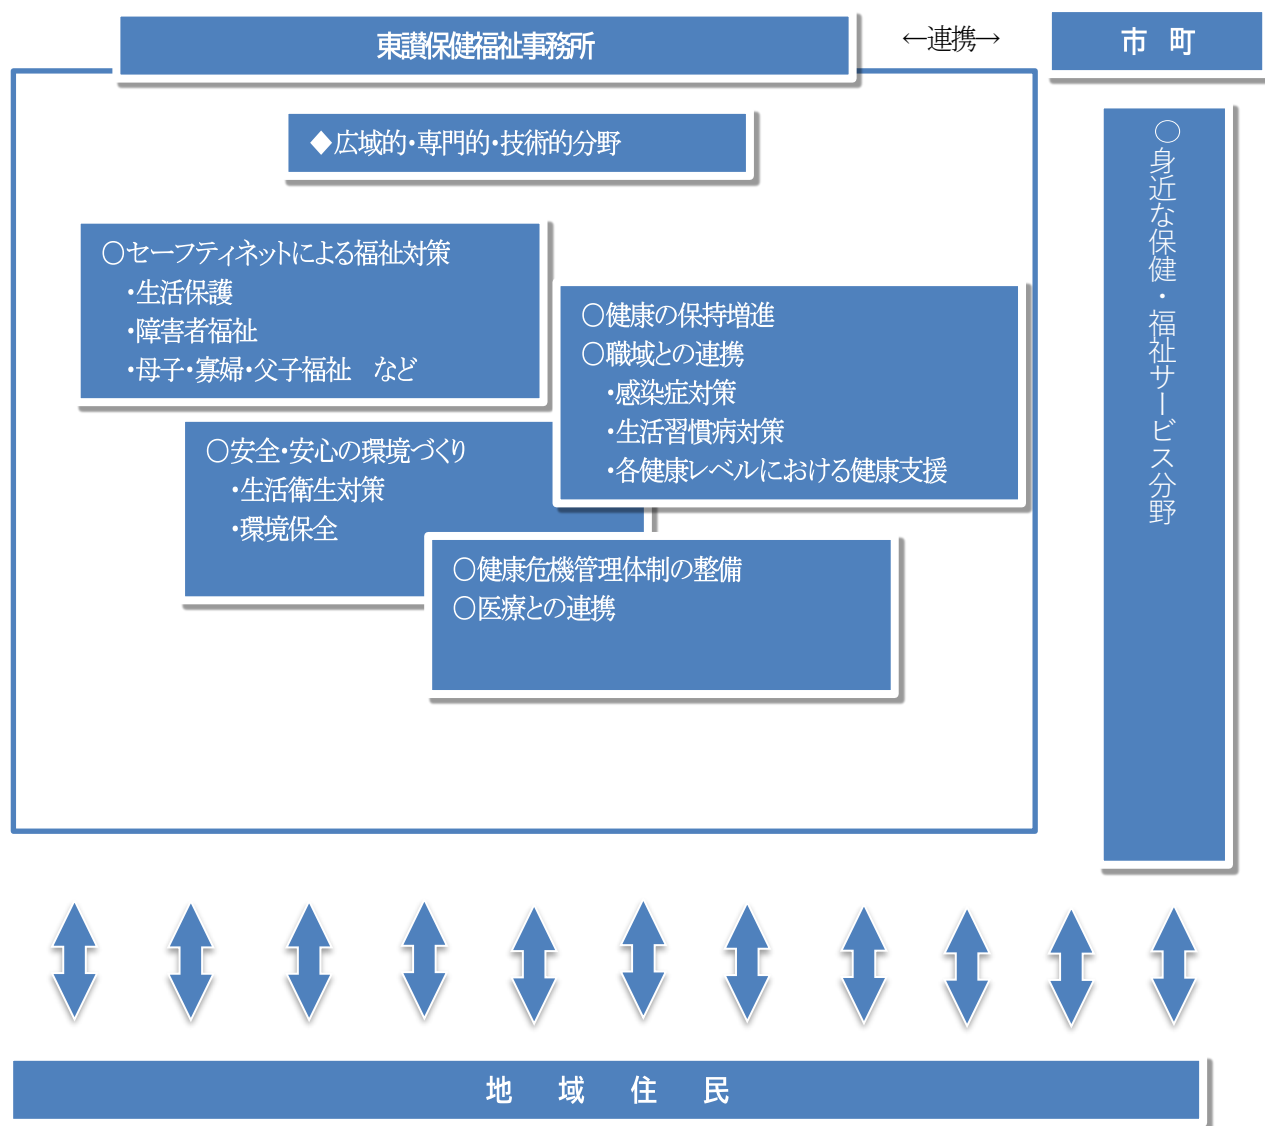 東讃保健福祉事務所
←連携→
市　町
◆広域的・専門的・技術的分野
○セーフティネットによる福祉対策
・生活保護
・障害者福祉
・母子・寡婦・父子福祉　など
○健康の保持増進
○職域との連携
・感染症対策
・生活習慣病対策
・各健康レベルにおける健康支援
○安全・安心の環境づくり
・生活衛生対策
・環境保全
○健康危機管理体制の整備
○医療との連携
○身近な保健・福祉サービス分野
地　域　住　民